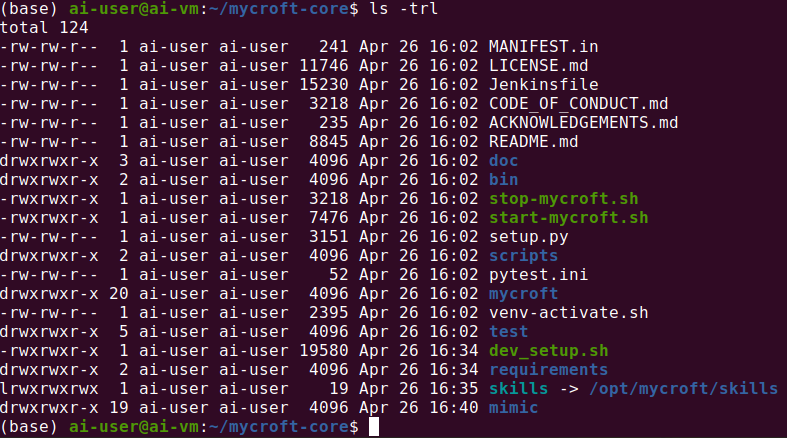 (base) ai-user@ai-vm:~/mycroft-core$ ls -trl
total 124
-rw-rw-r--  1 ai-user ai-user   241 Apr 26 16:02 MANIFEST.in
-rw-rw-r--  1 ai-user ai-user 11746 Apr 26 16:02 LICENSE.md
-rw-rw-r--  1 ai-user ai-user 15230 Apr 26 16:02 Jenkinsfile
-rw-rw-r--  1 ai-user ai-user  3218 Apr 26 16:02 CODE_OF_CONDUCT.md
-rw-rw-r--  1 ai-user ai-user   235 Apr 26 16:02 ACKNOWLEDGEMENTS.md
-rw-rw-r--  1 ai-user ai-user  8845 Apr 26 16:02 README.md
drwxrwxr-x  3 ai-user ai-user  4096 Apr 26 16:02 doc
drwxrwxr-x  2 ai-user ai-user  4096 Apr 26 16:02 bin
-rwxrwxr-x  1 ai-user ai-user  3218 Apr 26 16:02 stop-mycroft.sh
-rwxrwxr-x  1 ai-user ai-user  7476 Apr 26 16:02 start-mycroft.sh
-rw-rw-r--  1 ai-user ai-user  3151 Apr 26 16:02 setup.py
drwxrwxr-x  2 ai-user ai-user  4096 Apr 26 16:02 scripts
-rw-rw-r--  1 ai-user ai-user    52 Apr 26 16:02 pytest.ini
drwxrwxr-x 20 ai-user ai-user  4096 Apr 26 16:02 mycroft
-rw-rw-r--  1 ai-user ai-user  2395 Apr 26 16:02 venv-activate.sh
drwxrwxr-x  5 ai-user ai-user  4096 Apr 26 16:02 test
-rwxrwxr-x  1 ai-user ai-user 19580 Apr 26 16:34 dev_setup.sh
drwxrwxr-x  2 ai-user ai-user  4096 Apr 26 16:34 requirements
lrwxrwxrwx  1 ai-user ai-user    19 Apr 26 16:35 skills -> /opt/mycroft/skills
drwxrwxr-x 19 ai-user ai-user  4096 Apr 26 16:40 mimic
(base) ai-user@ai-vm:~/mycroft-core$